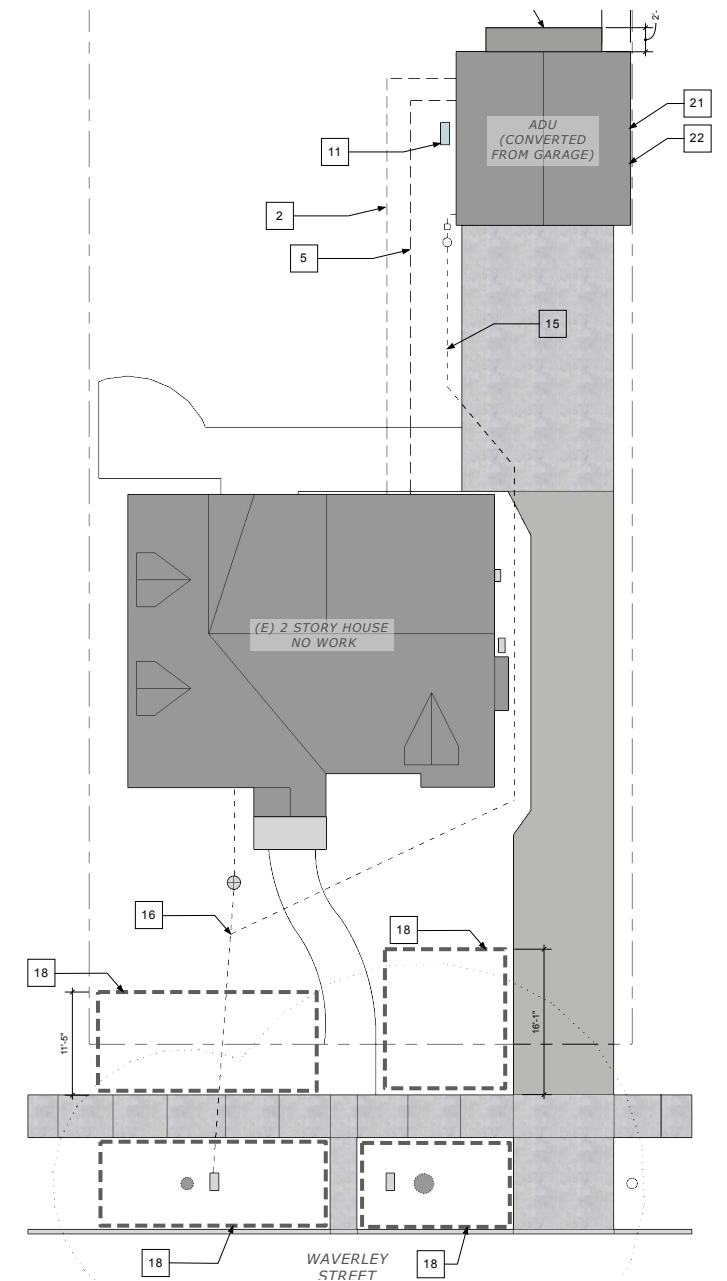 2'-
21
ADU
(CONVERTED
FROM GARAGE)
22
11
2
5
15
(E) 2 STORY HOUSE
NO WORK
16
18
18
11'-5"
16'-1"
18
18
WAVERLEY
STREET